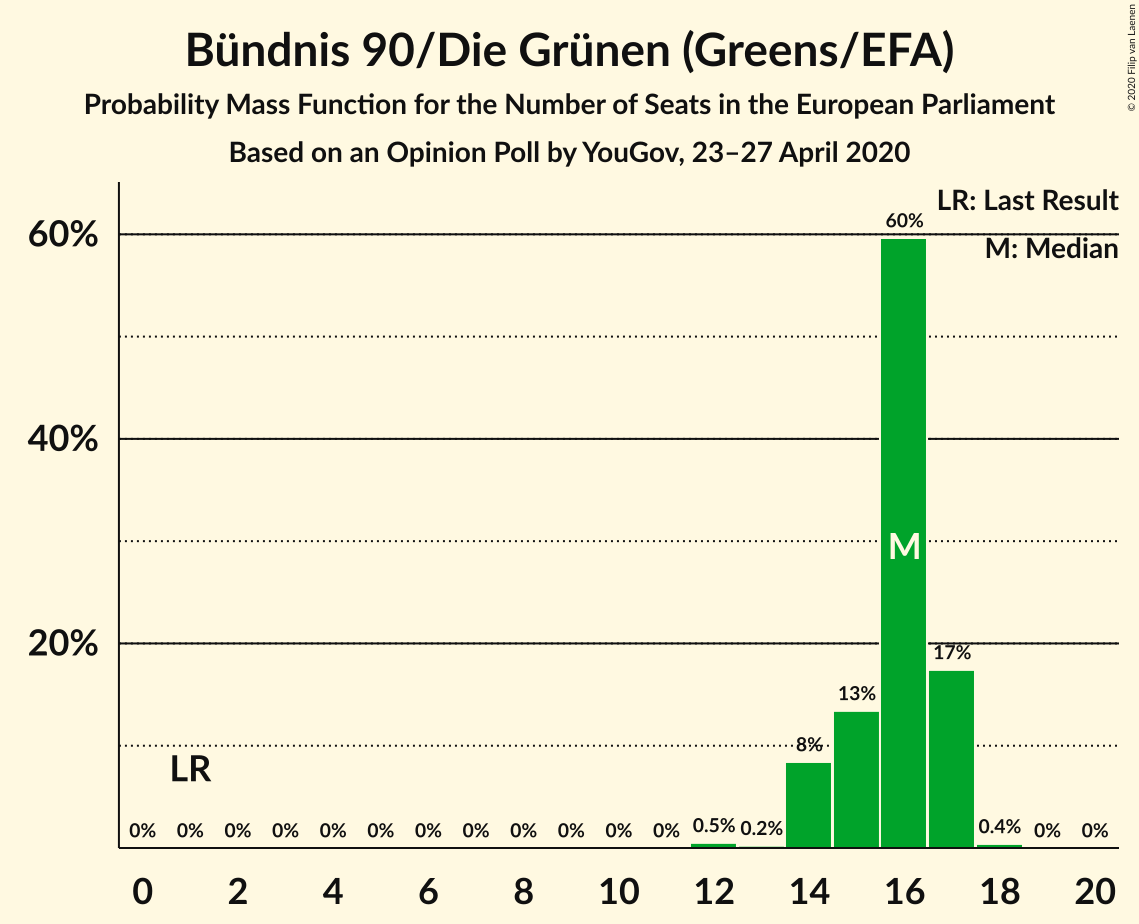 Bündnis 90/Die Grünen (Greens/EFA)
Probability Mass Function for the Number of Seats in the European Parliament
Based on an Opinion Poll by YouGov, 23–27 April 2020
© 2020 Filip van Laenen
LR: Last Result
M: Median
60%
40%
20%
60%
M
17%
13%
8%
LR
0% 0% 0% 0% 0% 0% 0% 0% 0% 0% 0% 0% 0.5% 0.2% 0.4% 0% 0%
0 2 4 6 8 10 12 14 16 18 20